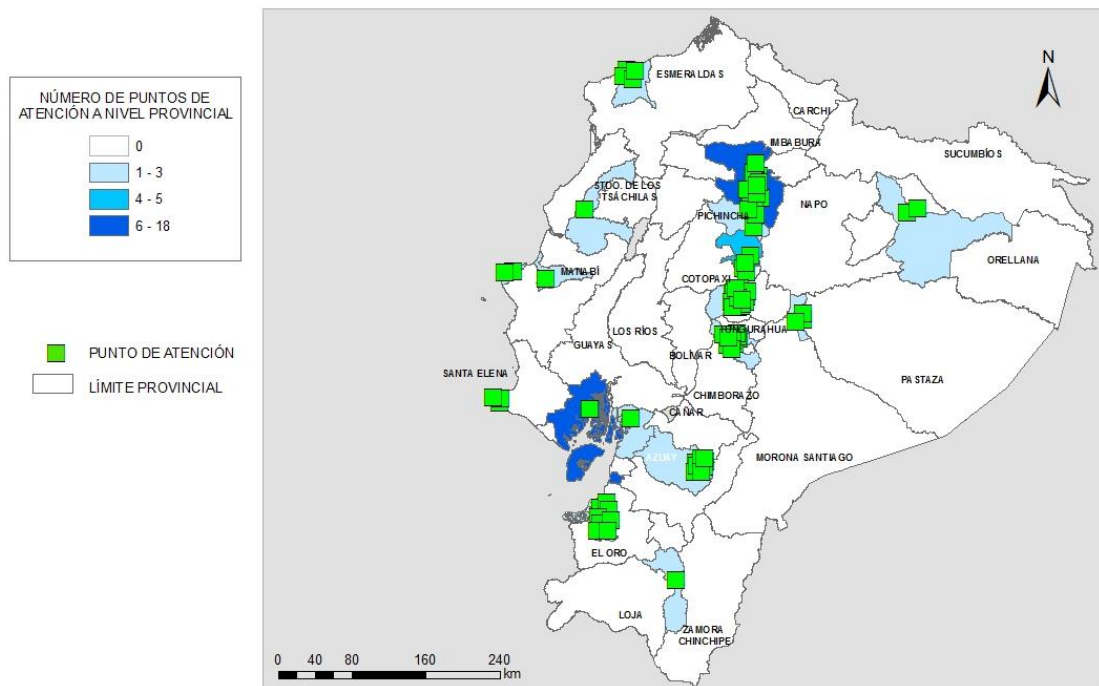 NÚMERO DE PUNTOS DE
ATENCIÓN A NIVEL PROVINCIAL
0
1 - 3
4 - 5
6 - 18
PUNTO DE ATENCIÓN
LÍMITE PROVINCIAL
N
ESMERALDAS
CARCHI
IMBABURA
SUCUMBÍOS
STDO. DE LOS
TSÁCHILAS
NAPO
PICHINCHA
ORELLANA
MANABÍ
COTOPAXI
LOS RÍOS
TUNGURAHUA
GUAYAS
BOLÍVAR
SANTA ELENA
PASTAZA
CHIMBORAZO
CAÑAR
AZUAY
MORONA SANTIAGO
EL ORO
LOJA
ZAMORA
CHINCHIPE
0 20 40 80 160 240
km